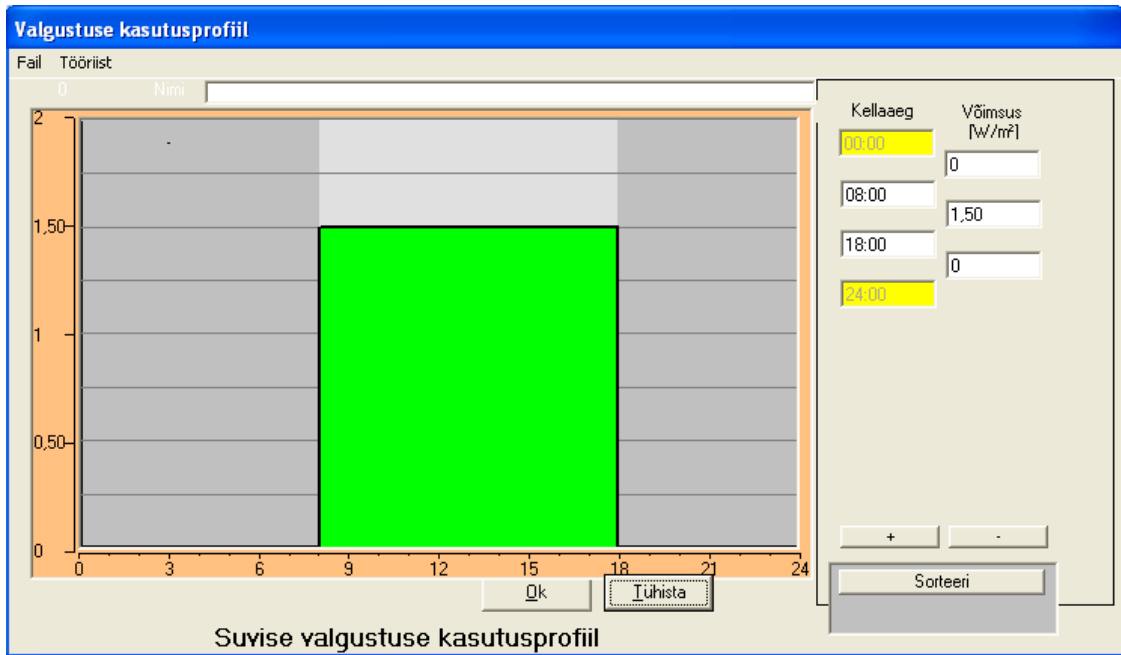 Valgustuse kasutusprofiil
Fail Tööriist
0 Nimi
2
1,50
1
0,50
0
0 3 6 9 12 15 18 21 24
Kellaaeg Võimsus
[W/m²]
00:00
0
08:00
1,50
18:00
0
24:00
+ -
Sorteeri
Ok Tühista
Suvise valgustuse kasutusprofiil